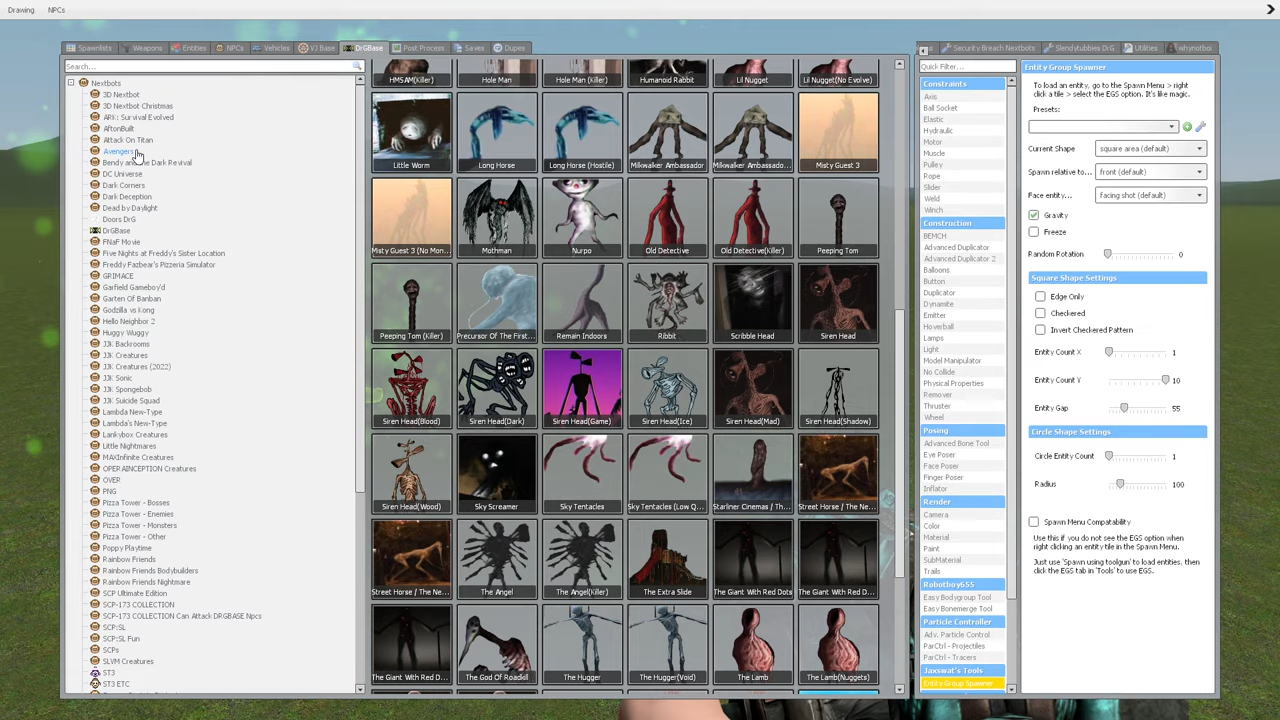 Drawing NPCs
Spawnlists Weapons Entities NPCs Vehicles VJ Base DrGBase Post Process Saves Dupes
Security Breach Nextbots Slendytubbies DrG Utilities whynotboi
Search...
Nextbots
3D Nextbot
3D Nextbot Christmas
ARK: Survival Evolved
AftonBuilt
Attack On Titan
Avengers
Bendy and the Dark Revival
DC Universe
Dark Corners
Dark Deception
Dead by Daylight
Doors DrG
DrGBase
FNaF Movie
Five Nights at Freddy's Sister Location
Freddy Fazbear's Pizzeria Simulator
GRIMACE
Garfield Gameboy'd
Garten Of Banban
Godzilla vs Kong
Hello Neighbor 2
Huggy Wuggy
JJK Backrooms
JJK Creatures
JJK Creatures (2022)
JJK Sonic
JJK Spongebob
JJK Suicide Squad
Lambda New-Type
Lambda's New-Type
Lankybox Creatures
Little Nightmares
MAXInfinite Creatures
OPERAINCEPTION Creatures
OVER
PNG
Pizza Tower - Bosses
Pizza Tower - Enemies
Pizza Tower - Monsters
Pizza Tower - Other
Poppy Playtime
Rainbow Friends
Rainbow Friends Bodybuilders
Rainbow Friends Nightmare
SCP Ultimate Edition
SCP-173 COLLECTION
SCP-173 COLLECTION Can Attack DRGBASE Npcs
SCP:SL
SCP:SL Fun
SCPs
SLVM Creatures
ST3
ST3 ETC
HMSAM(Killer) Hole Man Hole Man (Killer) Humanoid Rabbit Lil Nugget Lil Nugget(No Evolve)
Little Worm Long Horse Long Horse (Hostile) Milkwalker Ambassador Milkwalker Ambassado... Misty Guest 3
Misty Guest 3 (No Mon... Mothman Nurpo Old Detective Old Detective(Killer) Peeping Tom
Peeping Tom (Killer) Precursor Of The First... Remain Indoors Ribbit Scribble Head Siren Head
Siren Head(Blood) Siren Head(Dark) Siren Head(Game) Siren Head(Ice) Siren Head(Mad) Siren Head(Shadow)
Siren Head(Wood) Sky Screamer Sky Tentacles Sky Tentacles (Low Q... Starliner Cinemas / Th... Street Horse / The Ne...
Street Horse / The Ne... The Angel The Angel(Killer) The Extra Slide The Giant With Red Dots The Giant With Red D...
The Giant With Red D... The God Of Roadkill The Hugger The Hugger(Void) The Lamb The Lamb(Nuggets)
Quick Filter...
Constraints
Axis
Ball Socket
Elastic
Hydraulic
Motor
Muscle
Pulley
Rope
Slider
Weld
Winch
Construction
BEMCH
Advanced Duplicator
Advanced Duplicator 2
Balloons
Button
Duplicator
Dynamite
Emitter
Hoverball
Lamps
Light
Model Manipulator
No Collide
Physical Properties
Remover
Thruster
Wheel
Posing
Advanced Bone Tool
Eye Poser
Face Poser
Finger Poser
Inflator
Render
Camera
Color
Material
Paint
SubMaterial
Trails
Robotboy655
Easy Bodygroup Tool
Easy Bonemerge Tool
Particle Controller
Adv. Particle Control
ParCtrl - Projectiles
ParCtrl - Tracers
Jaxswat's Tools
Entity Group Spawner
Entity Group Spawner
To load an entity, go to the Spawn Menu > right
click a tile > select the EGS option. It's like magic.
Presets:
Current Shape square area (default)
Spawn relative to... front (default)
Face entity... facing shot (default)
Gravity
Freeze
Random Rotation 0
Square Shape Settings
Edge Only
Checkered
Invert Checkered Pattern
Entity Count X 1
Entity Count Y 10
Entity Gap 55
Circle Shape Settings
Circle Entity Count 1
Radius 100
Spawn Menu Compatability
Use this if you do not see the EGS option when
right clicking an entity tile in the Spawn Menu.
Just use 'Spawn using toolgun' to load entities, then
click the EGS tab in 'Tools' to use EGS.